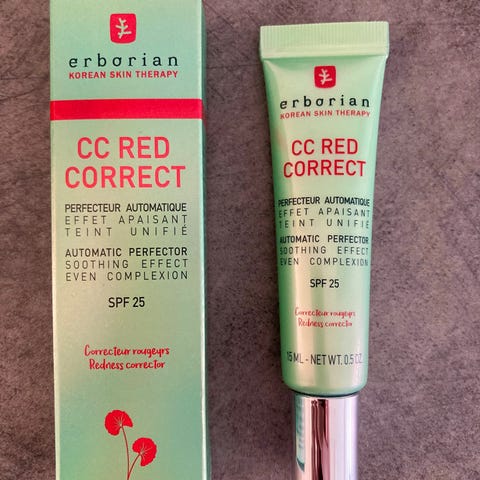 erborian
KOREAN SKIN THERAPY
CC RED
CORRECT
PERFECTEUR AUTOMATIQUE
EFFET APAISANT
TEINT UNIFIÉ
AUTOMATIC PERFECTOR
SOOTHING EFFECT
EVEN COMPLEXION
SPF 25
Correcteur rougeurs
Redness corrector
erborian
KOREAN SKIN THERAPY
CC RED
CORRECT
PERFECTEUR AUTOMATIQUE
EFFET APAISANT
TEINT UNIFIÉ
AUTOMATIC PERFECTOR
SOOTHING EFFECT
EVEN COMPLEXION
SPF 25
Correcteur rougeurs
Redness corrector
15 ML - NET WT. 0.5 OZ.